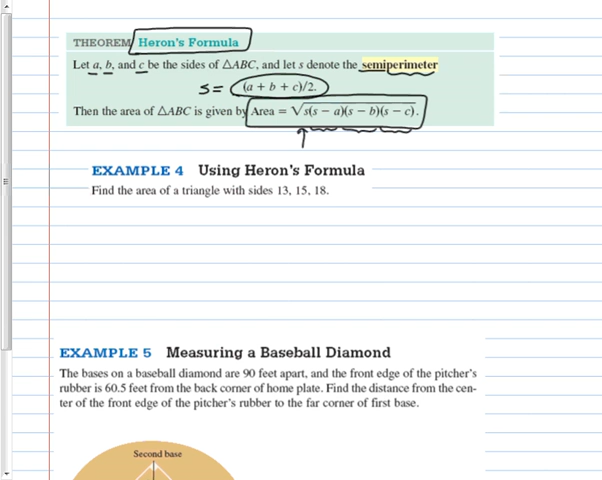 THEOREM Heron's Formula
Let a, b, and c be the sides of △ABC, and let s denote the semiperimeter
s= (a + b + c)/2.
Then the area of △ABC is given by Area = √s(s − a)(s − b)(s − c).
EXAMPLE 4 Using Heron's Formula
Find the area of a triangle with sides 13, 15, 18.
EXAMPLE 5 Measuring a Baseball Diamond
The bases on a baseball diamond are 90 feet apart, and the front edge of the pitcher's
rubber is 60.5 feet from the back corner of home plate. Find the distance from the cen-
ter of the front edge of the pitcher's rubber to the far corner of first base.
Second base